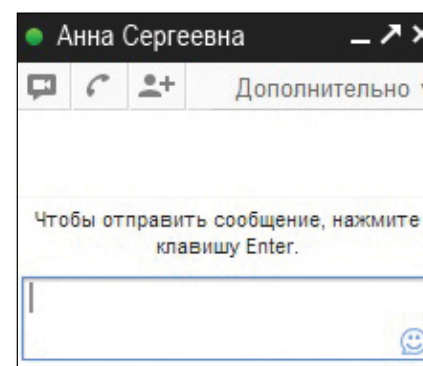 Анна Сергеевна
Дополнительно
Чтобы отправить сообщение, нажмите
клавишу Enter.